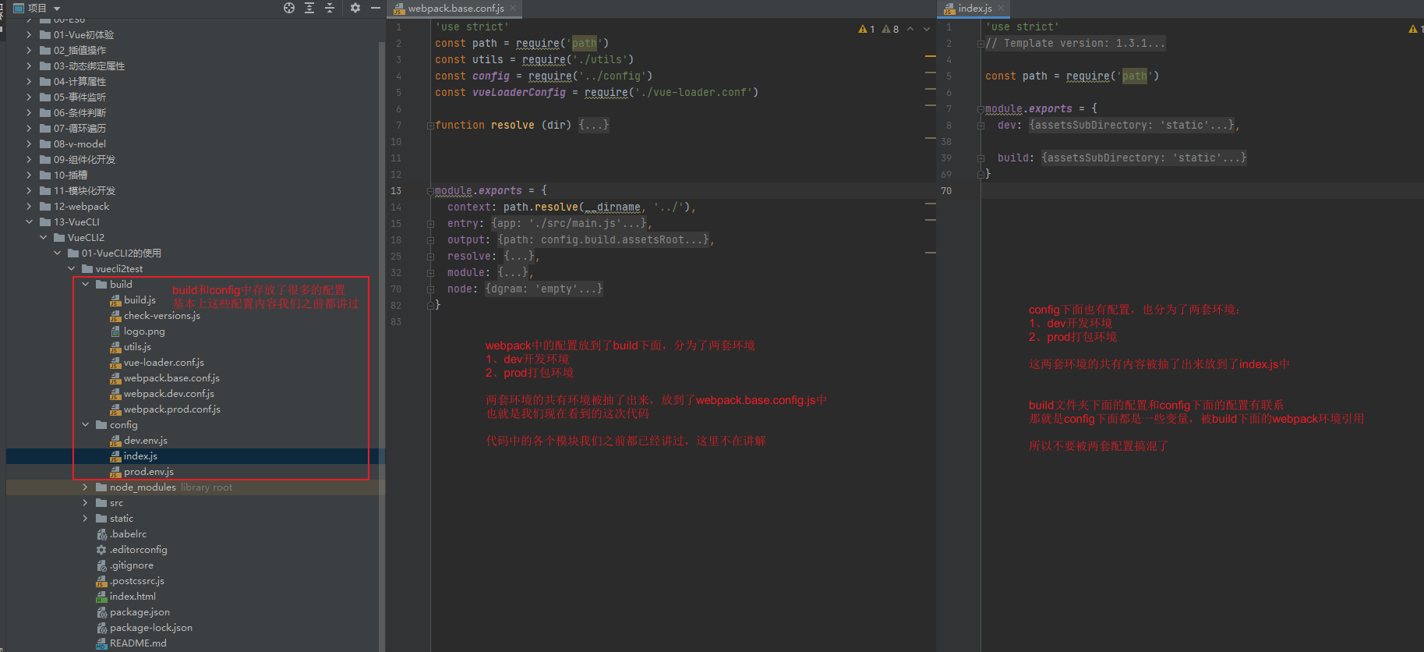 项目
00-ES6
01-Vue初体验
02_插值操作
03-动态绑定属性
04-计算属性
05-事件监听
06-条件判断
07-循环遍历
08-v-model
09-组件化开发
10-插槽
11-模块化开发
12-webpack
13-VueCLI
VueCLI2
01-VueCLI2的使用
vuecli2test
build
build.js
check-versions.js
logo.png
utils.js
vue-loader.conf.js
webpack.base.conf.js
webpack.dev.conf.js
webpack.prod.conf.js
config
dev.env.js
index.js
prod.env.js
node_modules library root
src
static
.babelrc
.editorconfig
.gitignore
.postcssrc.js
index.html
package.json
package-lock.json
README.md
build和config中存放了很多的配置
基本上这些配置内容我们之前都讲过
webpack.base.conf.js
1 8
1 'use strict'
2 const path = require('path')
3 const utils = require('./utils')
4 const config = require('../config')
5 const vueLoaderConfig = require('./vue-loader.conf')
6
7 function resolve (dir) {...}
10
11
12
13 module.exports = {
14 context: path.resolve(__dirname, '../'),
15 entry: {app: './src/main.js'...},
18 output: {path: config.build.assetsRoot...},
25 resolve: {...},
32 module: {...},
70 node: {dgram: 'empty'...}
82 }
83
webpack中的配置放到了build下面，分为了两套环境
1、dev开发环境
2、prod打包环境
两套环境的共有环境被抽了出来，放到了webpack.base.config.js中
也就是我们现在看到的这次代码
代码中的各个模块我们之前都已经讲过，这里不在讲解
index.js
1
1 'use strict'
2 // Template version: 1.3.1...
4
5 const path = require('path')
6
7 module.exports = {
8 dev: {assetsSubDirectory: 'static'...},
38
39 build: {assetsSubDirectory: 'static'...}
69 }
70
config下面也有配置，也分为了两套环境：
1、dev开发环境
2、prod打包环境
这两套环境的共有内容被抽了出来放到了index.js中
build文件夹下面的配置和config下面的配置有联系
那就是config下面都是一些变量，被build下面的webpack环境引用
所以不要被两套配置搞混了